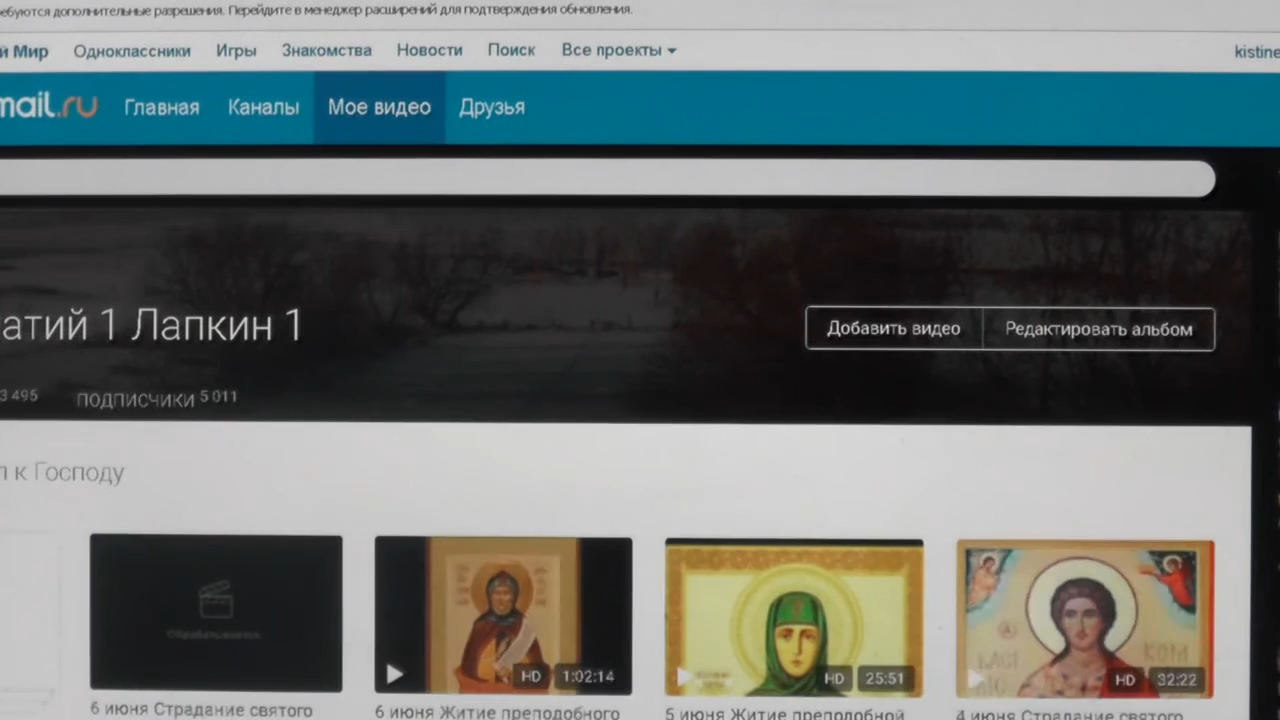 ребуются дополнительные разрешения. Перейдите в менеджер расширений для подтверждения обновления.
й Мир Одноклассники Игры Знакомства Новости Поиск Все проекты kistine
mail.ru Главная Каналы Мое видео Друзья
атий 1 Лапкин 1
Добавить видео Редактировать альбом
3 495 подписчики 5 011
л к Господу
HD 1:02:14
HD 25:51
HD 32:22
6 июня Страдание святого
6 июня Житие преподобного
5 июня Житие преподобной
4 июня Страдание святого